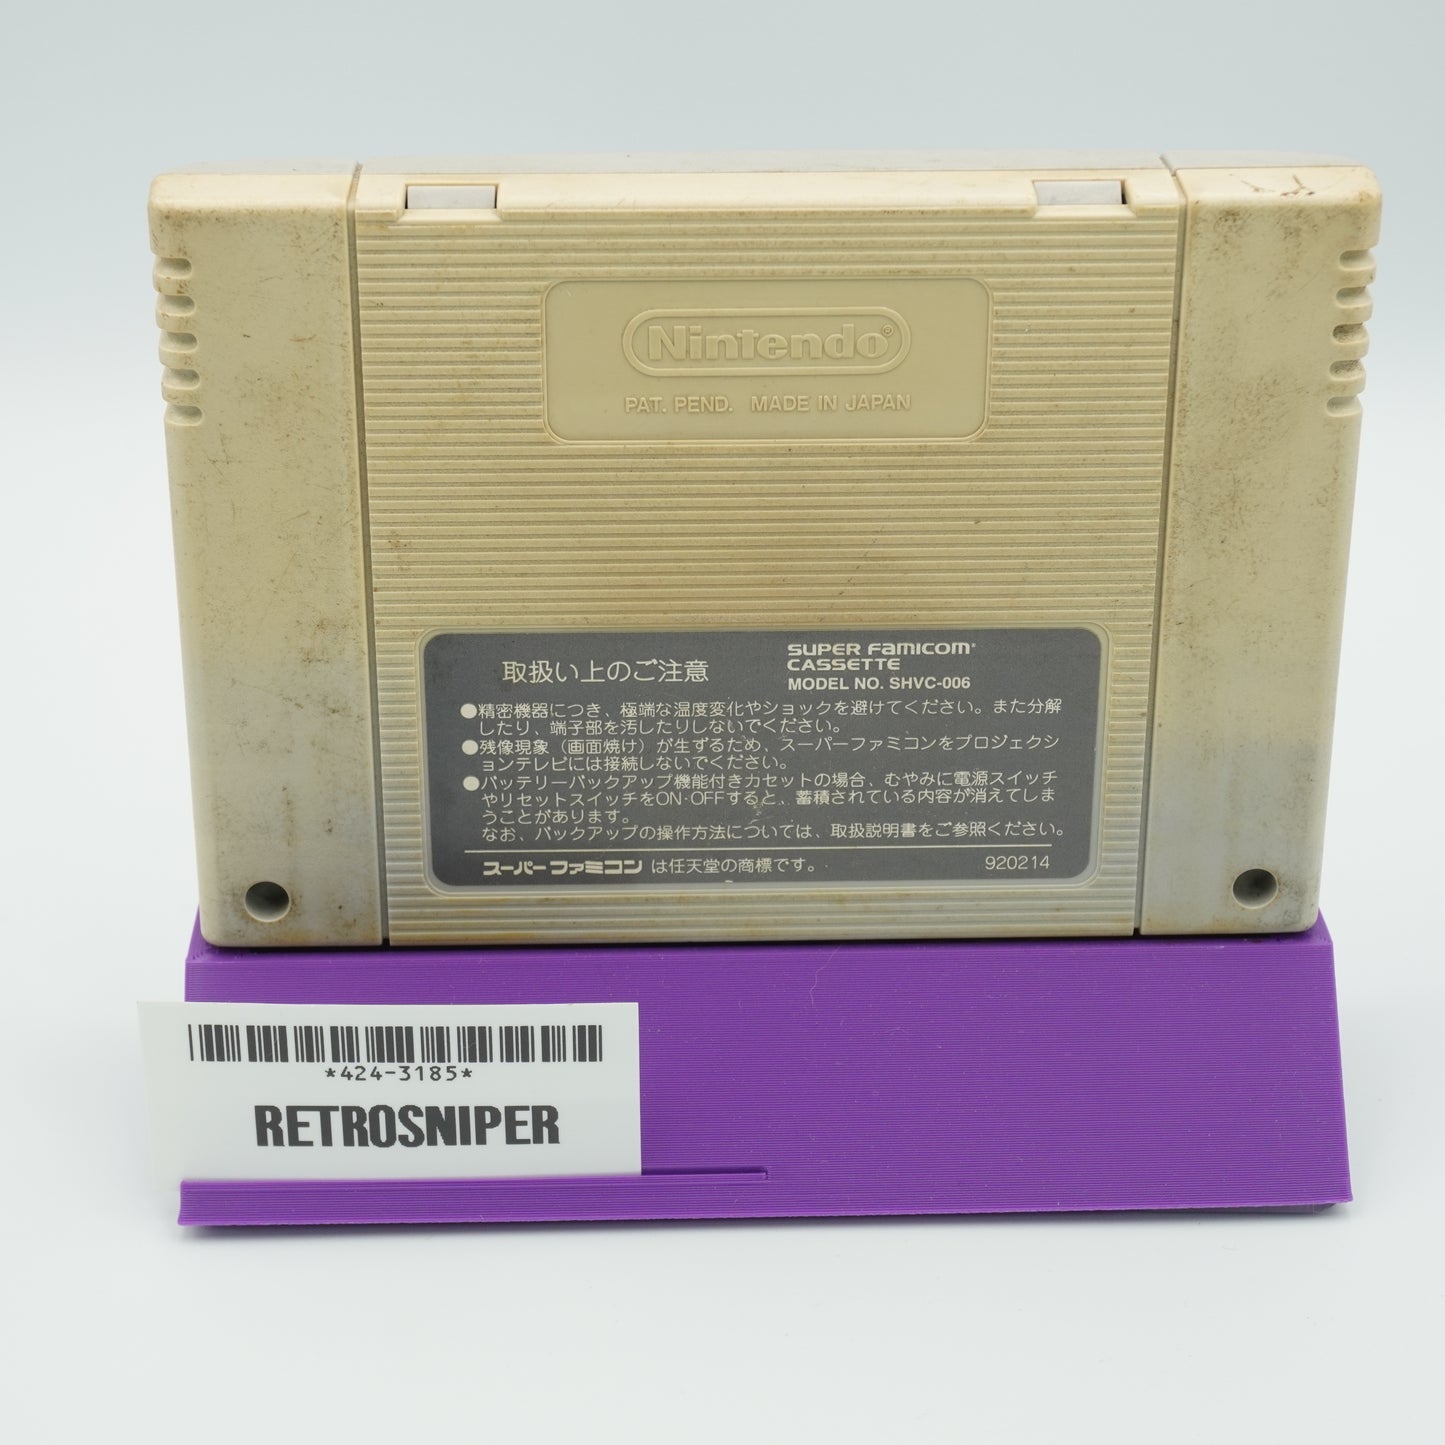 Nintendo®
PAT. PEND. MADE IN JAPAN
取扱い上のご注意
SUPER FAMICOM®
CASSETTE
MODEL NO. SHVC-006
●精密機器につき、極端な温度変化やショックを避けてください。また分解
したり、端子部を汚したりしないでください。
●残像現象（画面焼け）が生ずるため、スーパーファミコンをプロジェクシ
ョンテレビには接続しないでください。
●バッテリーバックアップ機能付きカセットの場合、むやみに電源スイッチ
やリセットスイッチをON・OFFすると、蓄積されている内容が消えてしま
うことがあります。
なお、バックアップの操作方法については、取扱説明書をご参照ください。
スーパーファミコン は任天堂の商標です。
920214
*424-3185*
RETROSNIPER